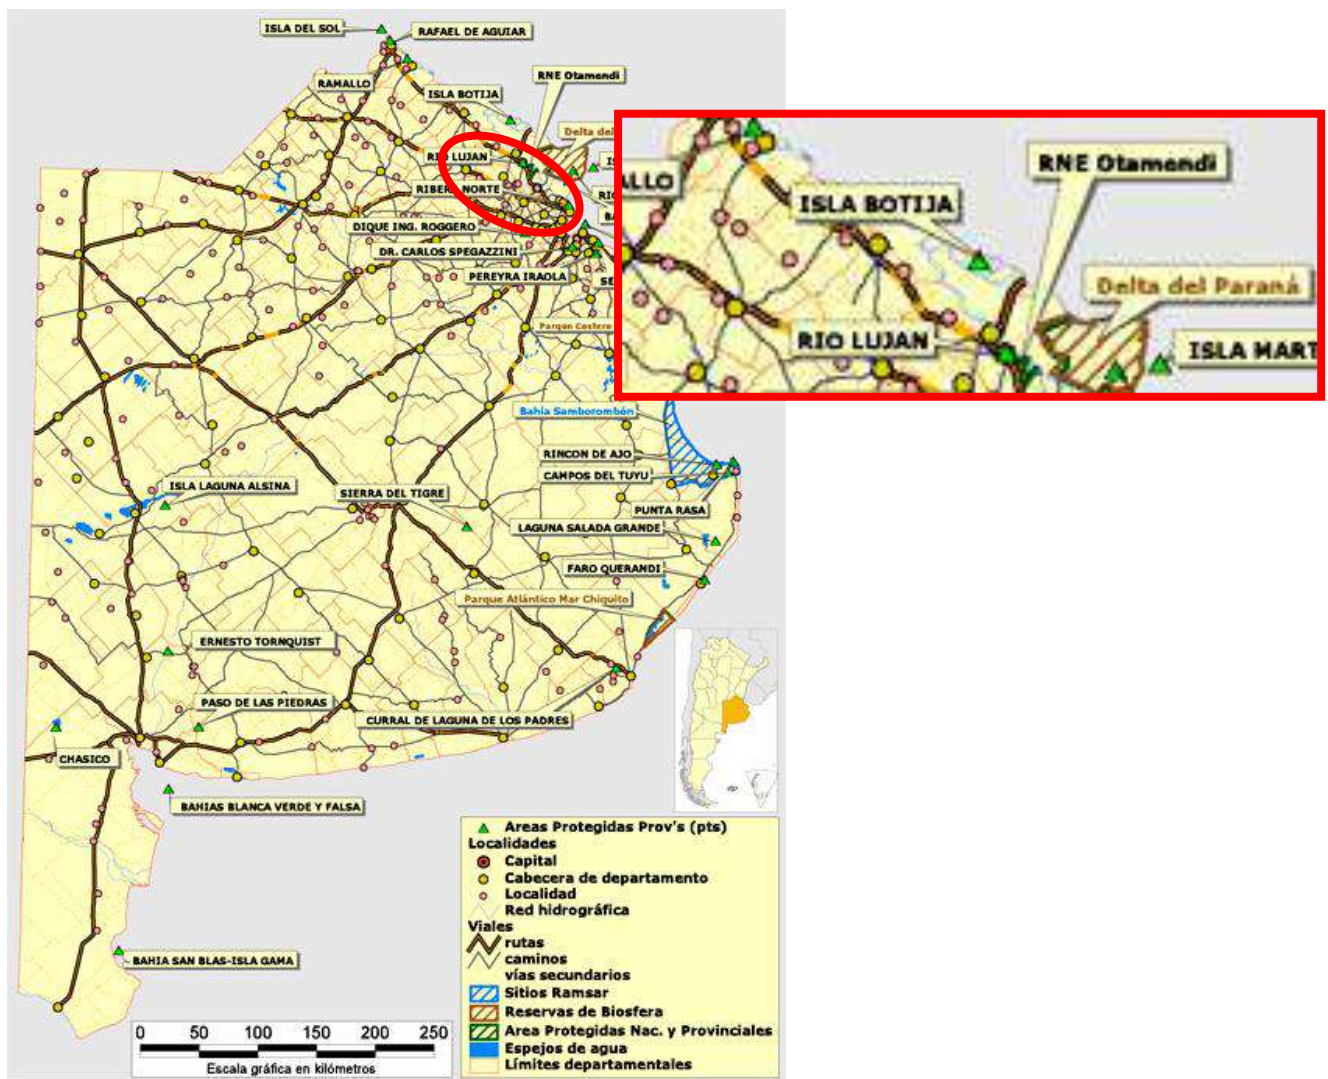 ISLA DEL SOL
RAFAEL DE AGUIAR
RAMALLO
ISLA BOTIJA
RNE Otamendi
Delta del
RIO LUJAN
RIBERA NORTE
DIQUE ING. ROGGERO
DR. CARLOS SPEGAZZINI
PEREYRA IRAOLA
Parque Costero
ALLO
ISLA BOTIJA
RNE Otamendi
Delta del Paraná
RIO LUJAN
ISLA MART
Bahía Samborombón
RINCON DE AJO
CAMPOS DEL TUYU
PUNTA RASA
ISLA LAGUNA ALSINA
SIERRA DEL TIGRE
LAGUNA SALADA GRANDE
FARO QUERANDI
Parque Atlántico Mar Chiquito
ERNESTO TORNQUIST
PASO DE LAS PIEDRAS
CURRAL DE LAGUNA DE LOS PADRES
CHASICO
BAHIAS BLANCA VERDE Y FALSA
BAHIA SAN BLAS-ISLA GAMA
Areas Protegidas Prov's (pts)
Localidades
Capital
Cabecera de departamento
Localidad
Red hidrográfica
Viales
rutas
caminos
vías secundarios
Sitios Ramsar
Reservas de Biosfera
Area Protegidas Nac. y Provinciales
Espejos de agua
Límites departamentales
0 50 100 150 200 250
Escala gráfica en kilómetros